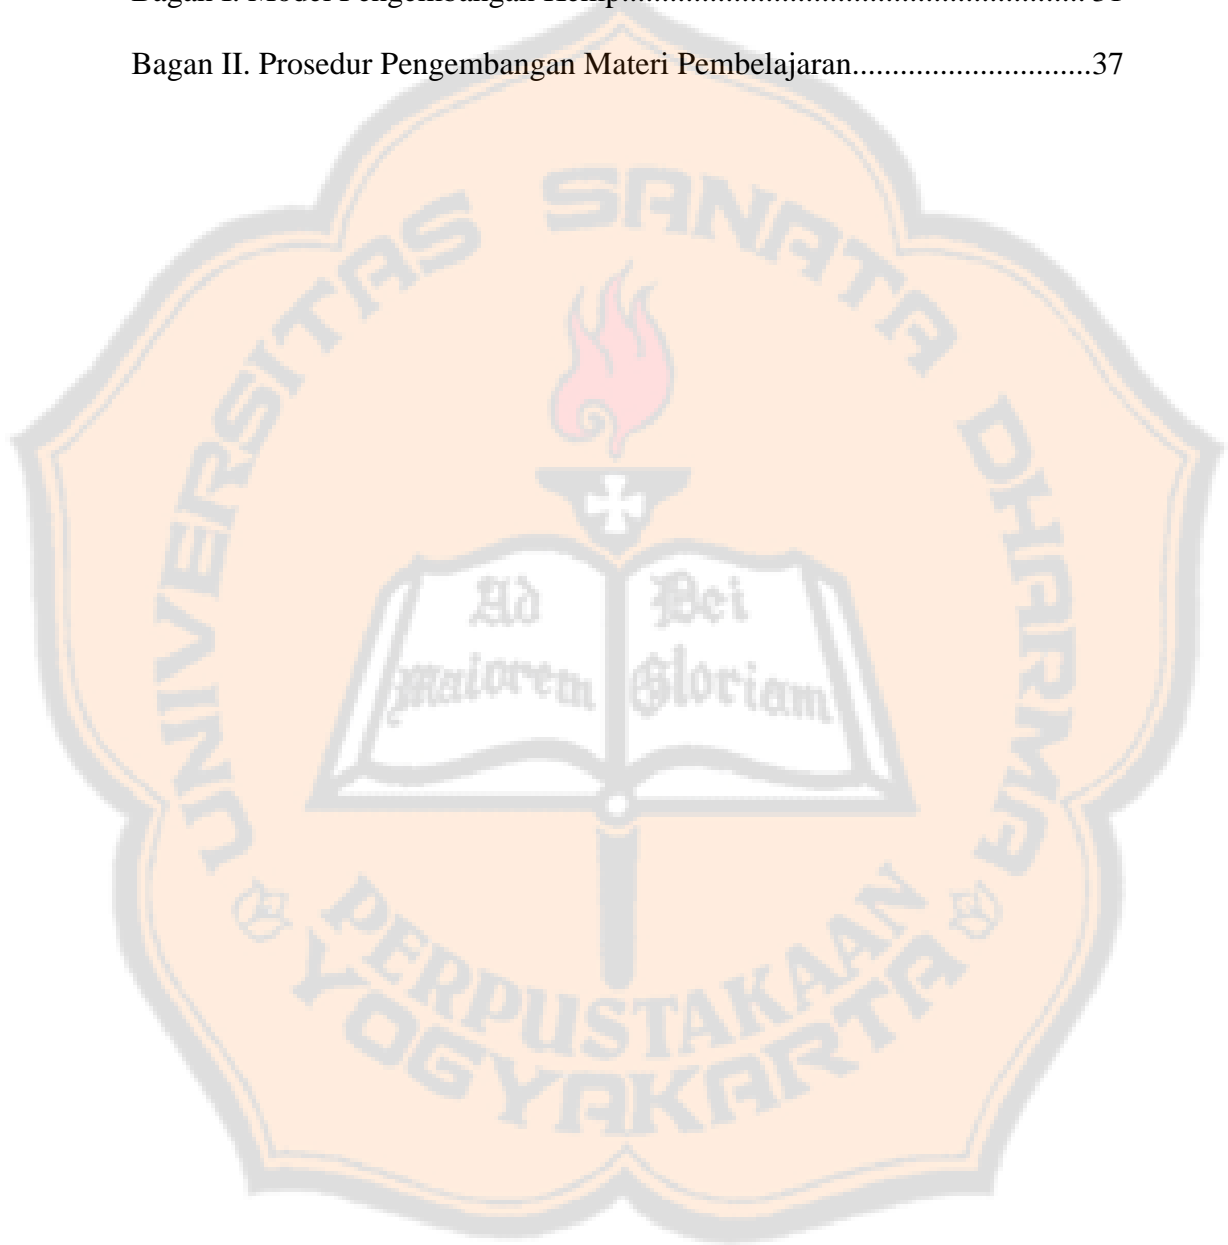 Bagan I. Model Pengembangan Kemp.......................................................... 31
Bagan II. Prosedur Pengembangan Materi Pembelajaran..............................37
UNIVERSITAS SANATA DHARMA
Ad Dei
Maiorem Gloriam
PERPUSTAKAAN
YOGYAKARTA